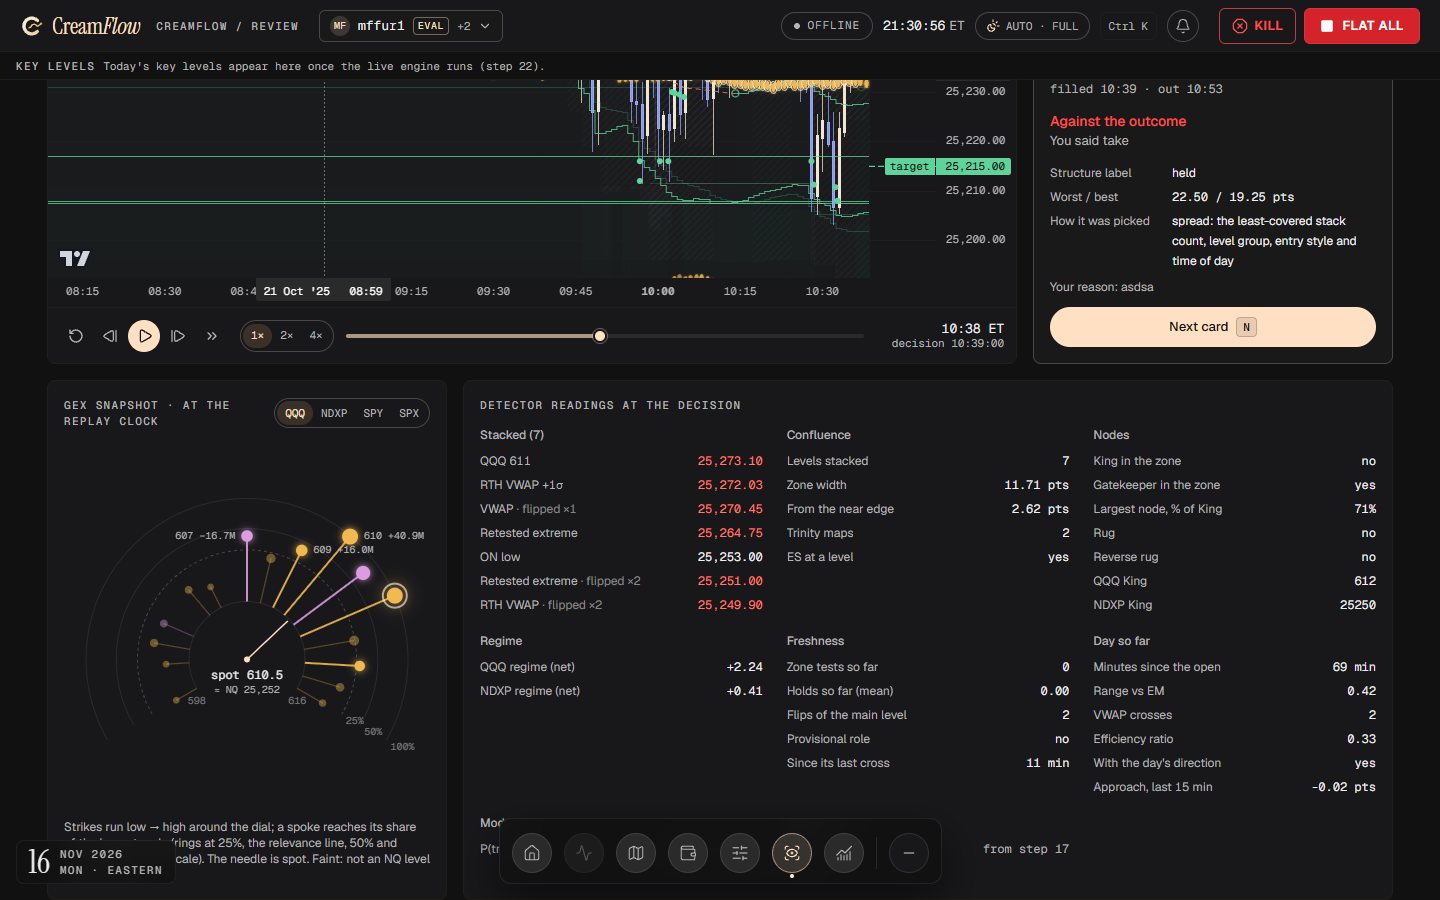 CreamFlow
CREAMFLOW / REVIEW
MF mffur1 EVAL +2
OFFLINE
21:30:56 ET
AUTO · FULL
Ctrl K
KILL
FLAT ALL
KEY LEVELS Today's key levels appear here once the live engine runs (step 22).
25,230.00
25,220.00
target 25,215.00
25,210.00
25,200.00
08:15 08:30 08:4 21 Oct '25 08:59 09:15 09:30 09:45 10:00 10:15 10:30
1× 2× 4×
10:38 ET
decision 10:39:00
filled 10:39 · out 10:53
Against the outcome
You said take
Structure label held
Worst / best 22.50 / 19.25 pts
How it was picked spread: the least-covered stack
count, level group, entry style and
time of day
Your reason: asdsa
Next card N
GEX SNAPSHOT · AT THE
REPLAY CLOCK
QQQ NDXP SPY SPX
607 −16.7M
610 +40.9M
609 +16.0M
spot 610.5
≈ NQ 25,252
598
616
25%
50%
100%
Strikes run low → high around the dial; a spoke reaches its share
(rings at 25%, the relevance line, 50% and
cale). The needle is spot. Faint: not an NQ level
16 NOV 2026
MON · EASTERN
DETECTOR READINGS AT THE DECISION
Stacked (7)
QQQ 611 25,273.10
RTH VWAP +1σ 25,272.03
VWAP · flipped ×1 25,270.45
Retested extreme 25,264.75
ON low 25,253.00
Retested extreme · flipped ×2 25,251.00
RTH VWAP · flipped ×2 25,249.90
Confluence
Levels stacked 7
Zone width 11.71 pts
From the near edge 2.62 pts
Trinity maps 2
ES at a level yes
Nodes
King in the zone no
Gatekeeper in the zone yes
Largest node, % of King 71%
Rug no
Reverse rug no
QQQ King 612
NDXP King 25250
Regime
QQQ regime (net) +2.24
NDXP regime (net) +0.41
Freshness
Zone tests so far 0
Holds so far (mean) 0.00
Flips of the main level 2
Provisional role no
Since its last cross 11 min
Day so far
Minutes since the open 69 min
Range vs EM 0.42
VWAP crosses 2
Efficiency ratio 0.33
With the day's direction yes
Approach, last 15 min -0.02 pts
from step 17